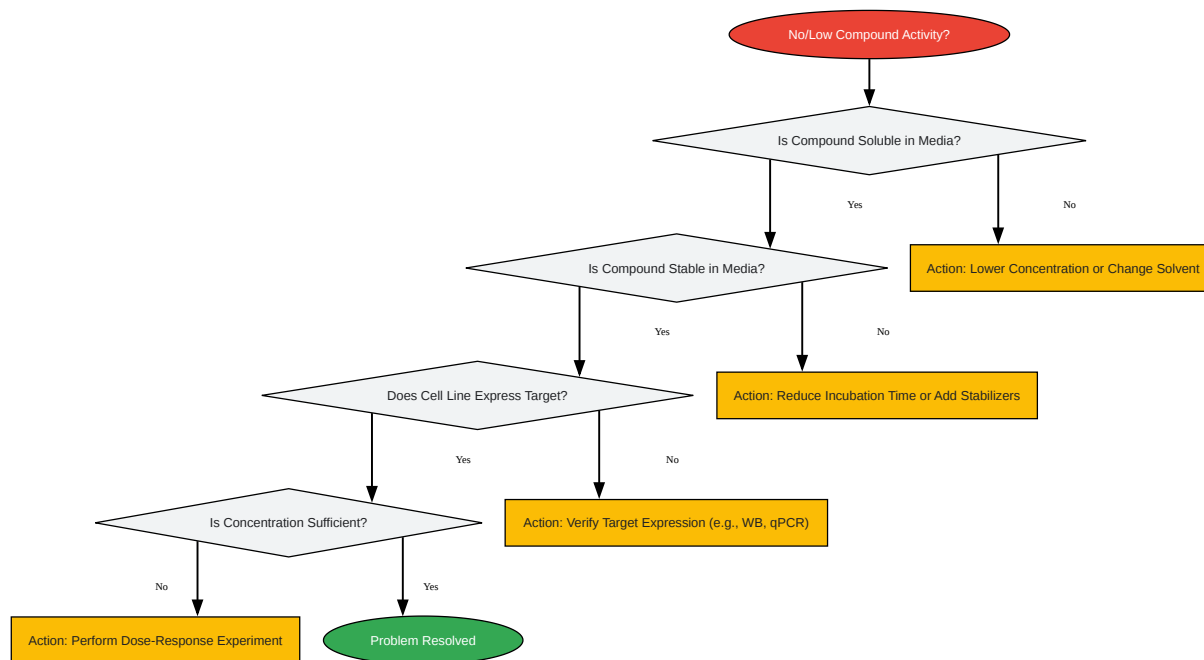 No/Low Compound Activity?
Is Compound Soluble in Media?
Yes
No
Is Compound Stable in Media?
Action: Lower Concentration or Change Solvent
Yes
No
Does Cell Line Express Target?
Action: Reduce Incubation Time or Add Stabilizers
Yes
No
Is Concentration Sufficient?
Action: Verify Target Expression (e.g., WB, qPCR)
No
Yes
Action: Perform Dose-Response Experiment
Problem Resolved